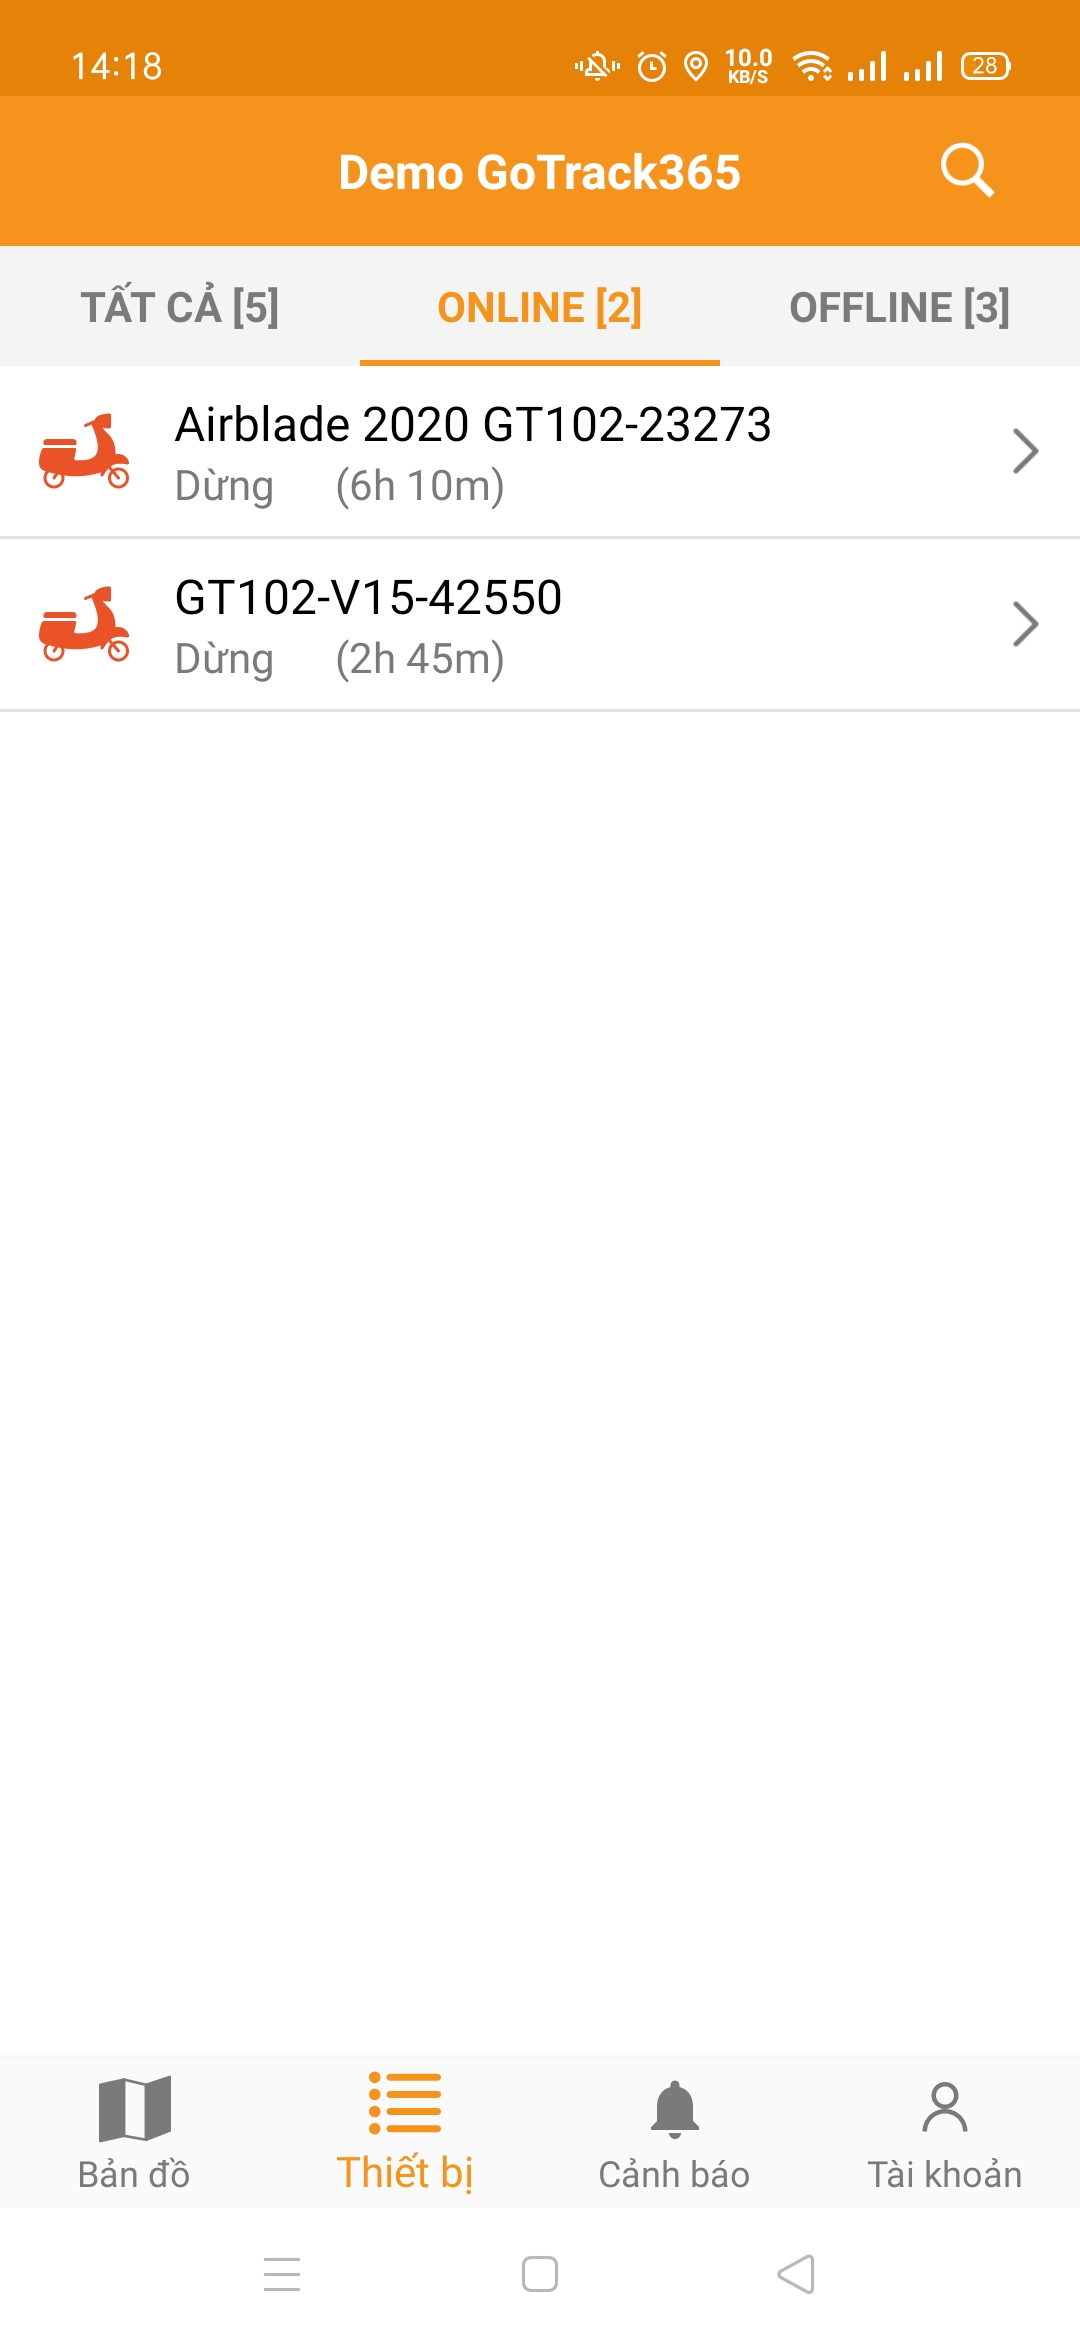 14:18 10.0 KB/S 28
Demo GoTrack365
TẤT CẢ [5] ONLINE [2] OFFLINE [3]
Airblade 2020 GT102-23273
Dừng (6h 10m)
GT102-V15-42550
Dừng (2h 45m)
Bản đồ Thiết bị Cảnh báo Tài khoản